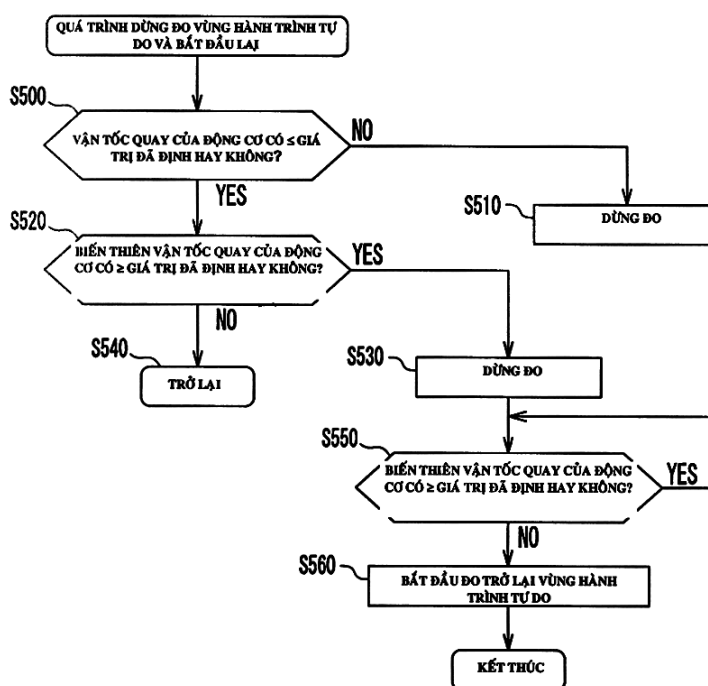 QUÁ TRÌNH DỪNG ĐO VÙNG HÀNH TRÌNH TỰ
DO VÀ BẮT ĐẦU LẠI
S500
VẬN TỐC QUAY CỦA ĐỘNG CƠ CÓ ≤ GIÁ
TRỊ ĐÃ ĐỊNH HAY KHÔNG?
NO
YES
S510
DỪNG ĐO
S520
BIẾN THIÊN VẬN TỐC QUAY CỦA ĐỘNG
CƠ CÓ ≥ GIÁ TRỊ ĐÃ ĐỊNH HAY KHÔNG?
YES
NO
S540
TRỞ LẠI
S530
DỪNG ĐO
S550
BIẾN THIÊN VẬN TỐC QUAY CỦA ĐỘNG
CƠ CÓ ≥ GIÁ TRỊ ĐÃ ĐỊNH HAY KHÔNG?
YES
NO
S560
BẮT ĐẦU ĐO TRỞ LẠI VÙNG HÀNH
TRÌNH TỰ DO
KẾT THÚC